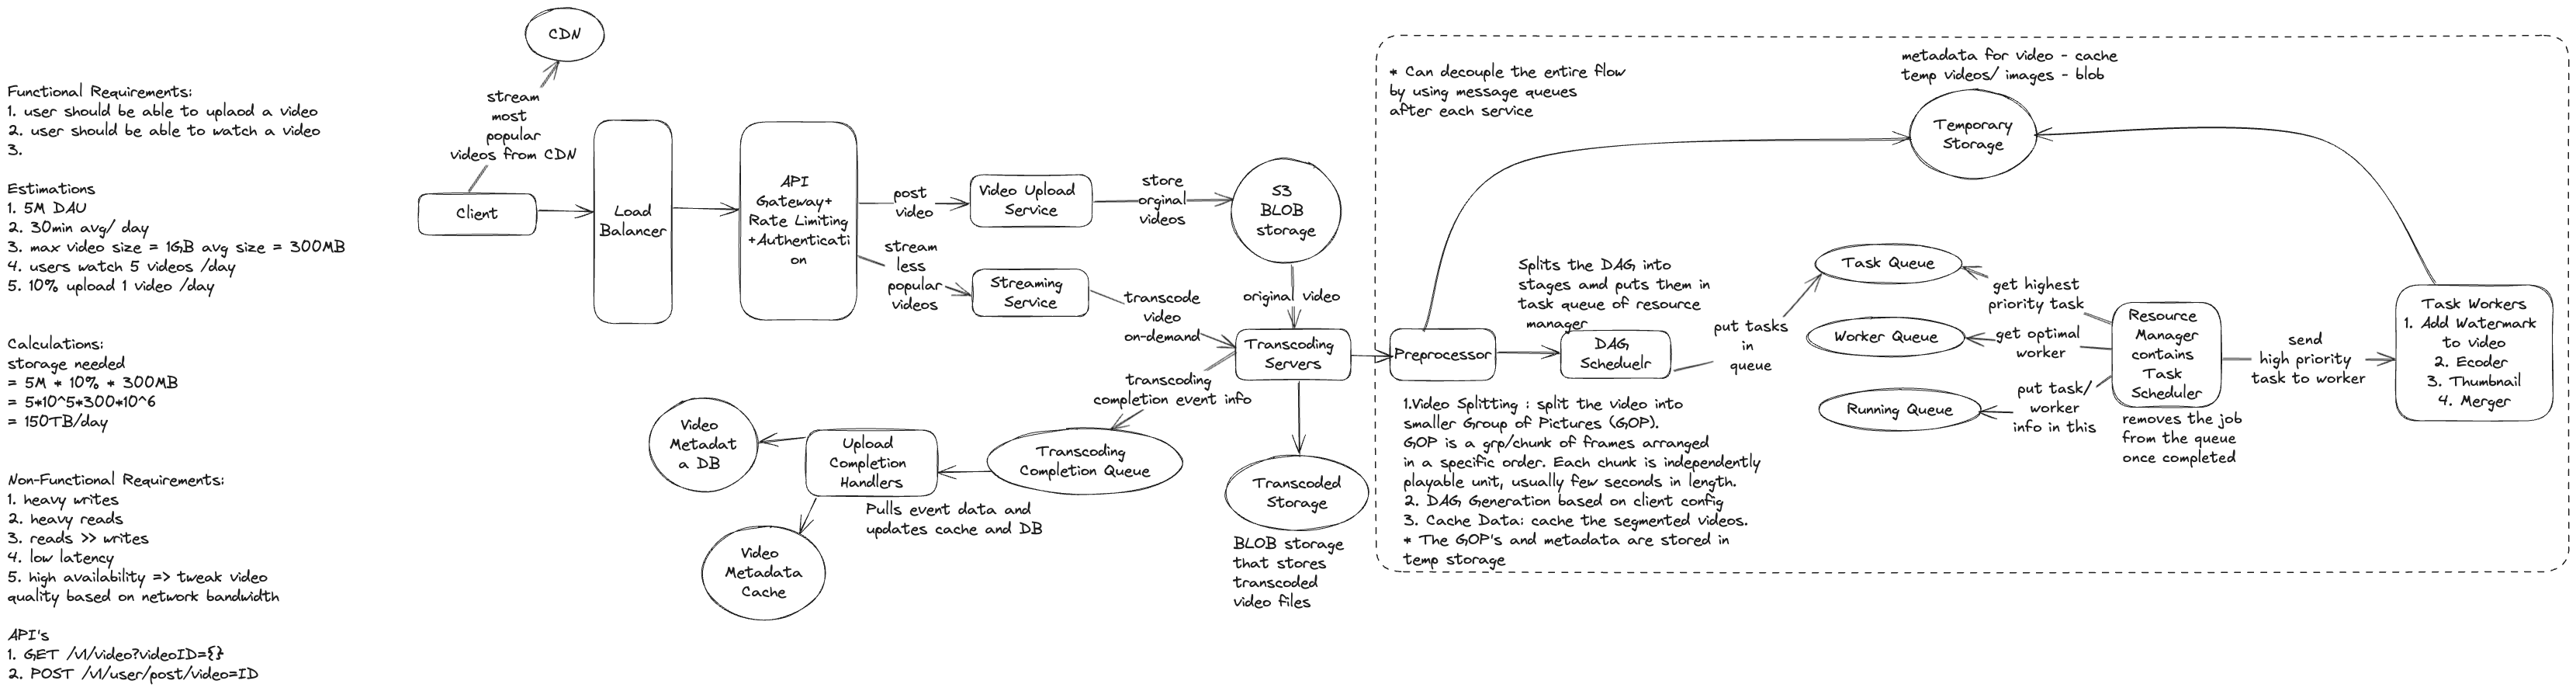 Functional Requirements:
1. user should be able to uplaod a video
2. user should be able to watch a video
3.
Estimations
1. 5M DAU
2. 30min avg/ day
3. max video size = 1GB avg size = 300MB
4. users watch 5 videos /day
5. 10% upload 1 video /day
Calculations:
storage needed
= 5M * 10% * 300MB
= 5*10^5*300*10^6
= 150TB/day
Non-Functional Requirements:
1. heavy writes
2. heavy reads
3. reads >> writes
4. low latency
5. high availability => tweak video
quality based on network bandwidth
API's
1. GET /v1/video?videoID={}
2. POST /v1/user/post/video=ID
CDN
stream
most
popular
videos from CDN
Client
Load
Balancer
API
Gateway+
Rate Limiting
+Authenticati
on
post
video
Video Upload
Service
store
orginal
videos
S3
BLOB
storage
stream
less
popular
videos
Streaming
Service
transcode
video
on-demand
original video
Transcoding
Servers
transcoding
completion event info
Transcoding
Completion Queue
Upload
Completion
Handlers
Pulls event data and
updates cache and DB
Video
Metadat
a DB
Video
Metadata
Cache
Transcoded
Storage
BLOB storage
that stores
transcoded
video files
* Can decouple the entire flow
by using message queues
after each service
metadata for video - cache
temp videos/ images - blob
Temporary
Storage
Preprocessor
Splits the DAG into
stages amd puts them in
task queue of resource
manager
DAG
Scheduelr
put tasks
in
queue
1.Video Splitting : split the video into
smaller Group of Pictures (GOP).
GOP is a grp/chunk of frames arranged
in a specific order. Each chunk is independently
playable unit, usually few seconds in length.
2. DAG Generation based on client config
3. Cache Data: cache the segmented videos.
* The GOP's and metadata are stored in
temp storage
Task Queue
Worker Queue
Running Queue
get highest
priority task
get optimal
worker
put task/
worker
info in this
Resource
Manager
contains
Task
Scheduler
removes the job
from the queue
once completed
send
high priority
task to worker
Task Workers
1. Add Watermark
to video
2. Ecoder
3. Thumbnail
4. Merger